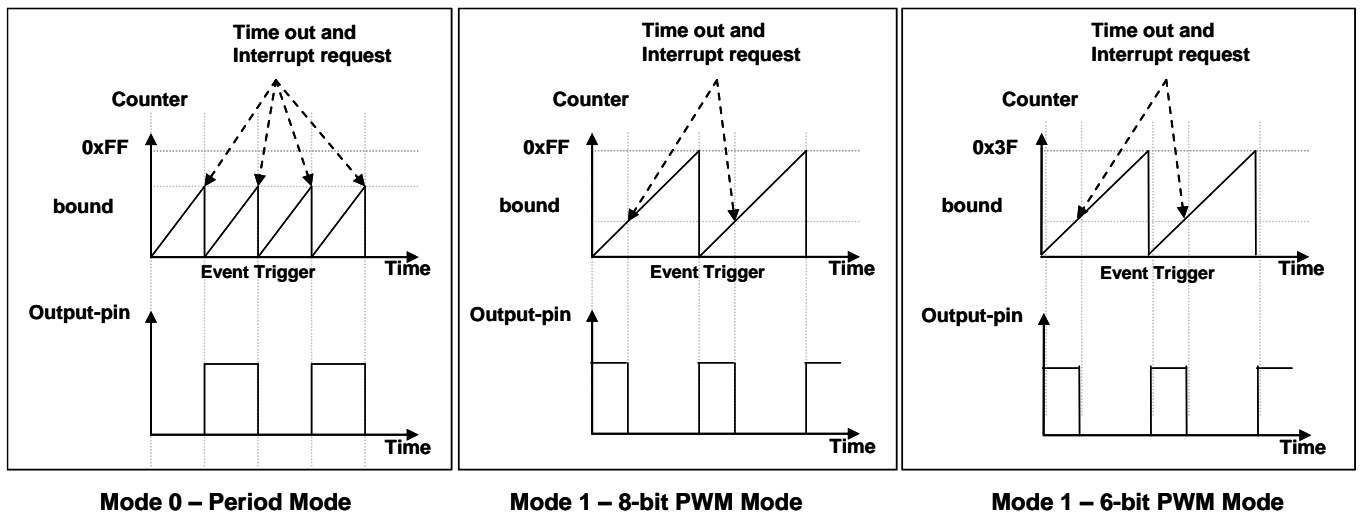 Time out and
Interrupt request
Counter
0xFF
bound
Event Trigger
Time
Output-pin
Time
Mode 0 – Period Mode
Time out and
Interrupt request
Counter
0xFF
bound
Event Trigger
Time
Output-pin
Time
Mode 1 – 8-bit PWM Mode
Time out and
Interrupt request
Counter
0x3F
bound
Event Trigger
Time
Output-pin
Time
Mode 1 – 6-bit PWM Mode